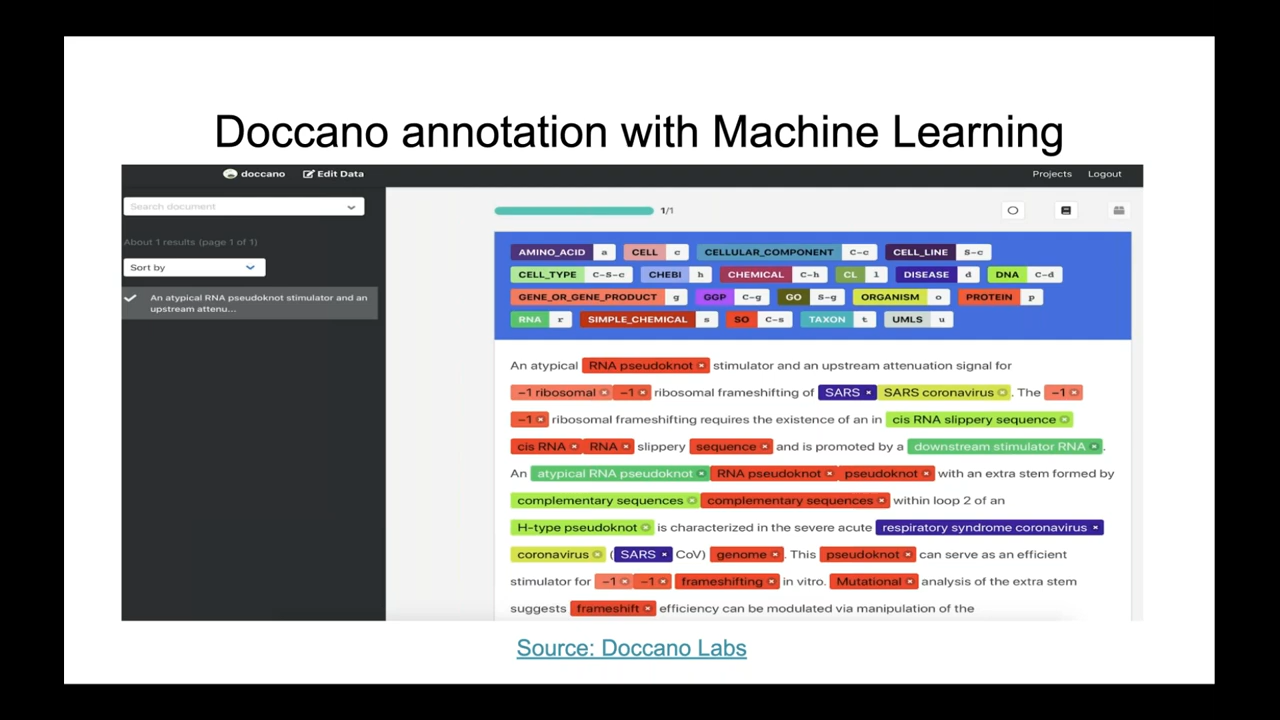 Doccano annotation with Machine Learning
doccano Edit Data Projects Logout
Search document
1/1
About 1 results (page 1 of 1)
Sort by
An atypical RNA pseudoknot stimulator and an
upstream attenu...
AMINO_ACID a CELL c CELLULAR_COMPONENT C-c CELL_LINE S-c
CELL_TYPE C-S-c CHEBI h CHEMICAL C-h CL l DISEASE d DNA C-d
GENE_OR_GENE_PRODUCT g GGP C-g GO S-g ORGANISM o PROTEIN p
RNA r SIMPLE_CHEMICAL s SO C-s TAXON t UMLS u
An atypical RNA pseudoknot stimulator and an upstream attenuation signal for
−1 ribosomal −1 ribosomal frameshifting of SARS SARS coronavirus . The −1
−1 ribosomal frameshifting requires the existence of an in cis RNA slippery sequence
cis RNA RNA slippery sequence and is promoted by a downstream stimulator RNA .
An atypical RNA pseudoknot RNA pseudoknot pseudoknot with an extra stem formed by
complementary sequences complementary sequences within loop 2 of an
H-type pseudoknot is characterized in the severe acute respiratory syndrome coronavirus
coronavirus ( SARS CoV) genome . This pseudoknot can serve as an efficient
stimulator for −1 −1 frameshifting in vitro. Mutational analysis of the extra stem
suggests frameshift efficiency can be modulated via manipulation of the
Source: Doccano Labs